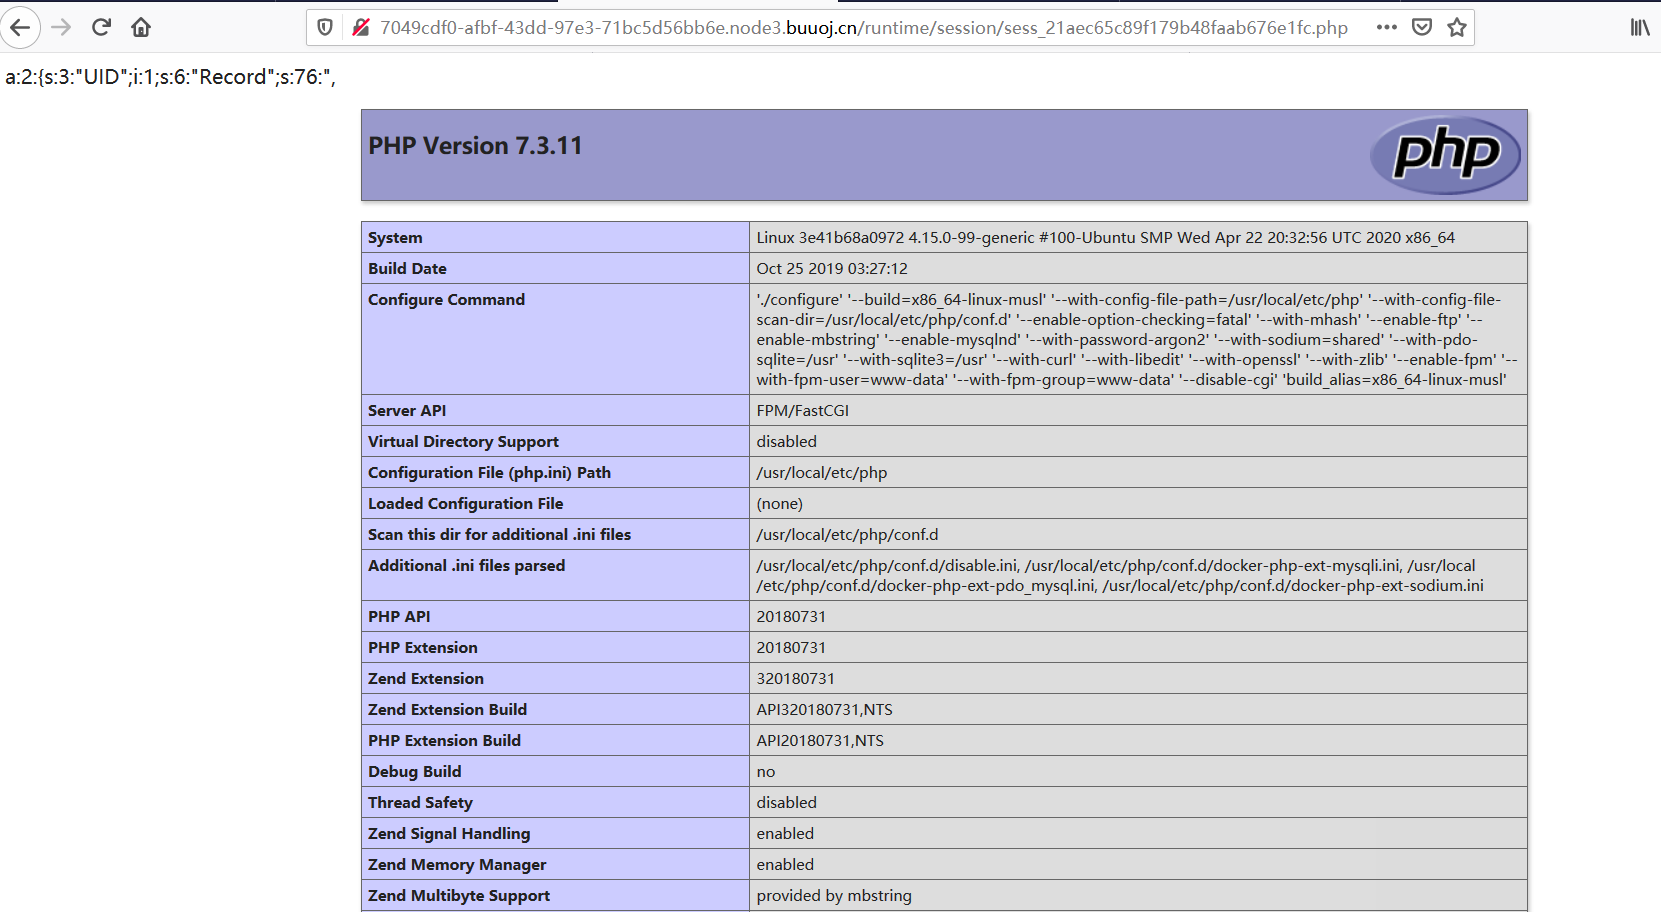 7049cdf0-afbf-43dd-97e3-71bc5d56bb6e.node3.buuoj.cn/runtime/session/sess_21aec65c89f179b48faab676e1fc.php
a:2:{s:3:"UID";i:1;s:6:"Record";s:76:",
PHP Version 7.3.11
php
System Linux 3e41b68a0972 4.15.0-99-generic #100-Ubuntu SMP Wed Apr 22 20:32:56 UTC 2020 x86_64
Build Date Oct 25 2019 03:27:12
Configure Command './configure' '--build=x86_64-linux-musl' '--with-config-file-path=/usr/local/etc/php' '--with-config-file-
scan-dir=/usr/local/etc/php/conf.d' '--enable-option-checking=fatal' '--with-mhash' '--enable-ftp' '--
enable-mbstring' '--enable-mysqlnd' '--with-password-argon2' '--with-sodium=shared' '--with-pdo-
sqlite=/usr' '--with-sqlite3=/usr' '--with-curl' '--with-libedit' '--with-openssl' '--with-zlib' '--enable-fpm' '--
with-fpm-user=www-data' '--with-fpm-group=www-data' '--disable-cgi' 'build_alias=x86_64-linux-musl'
Server API FPM/FastCGI
Virtual Directory Support disabled
Configuration File (php.ini) Path /usr/local/etc/php
Loaded Configuration File (none)
Scan this dir for additional .ini files /usr/local/etc/php/conf.d
Additional .ini files parsed /usr/local/etc/php/conf.d/disable.ini, /usr/local/etc/php/conf.d/docker-php-ext-mysqli.ini, /usr/local
/etc/php/conf.d/docker-php-ext-pdo_mysql.ini, /usr/local/etc/php/conf.d/docker-php-ext-sodium.ini
PHP API 20180731
PHP Extension 20180731
Zend Extension 320180731
Zend Extension Build API320180731,NTS
PHP Extension Build API20180731,NTS
Debug Build no
Thread Safety disabled
Zend Signal Handling enabled
Zend Memory Manager enabled
Zend Multibyte Support provided by mbstring